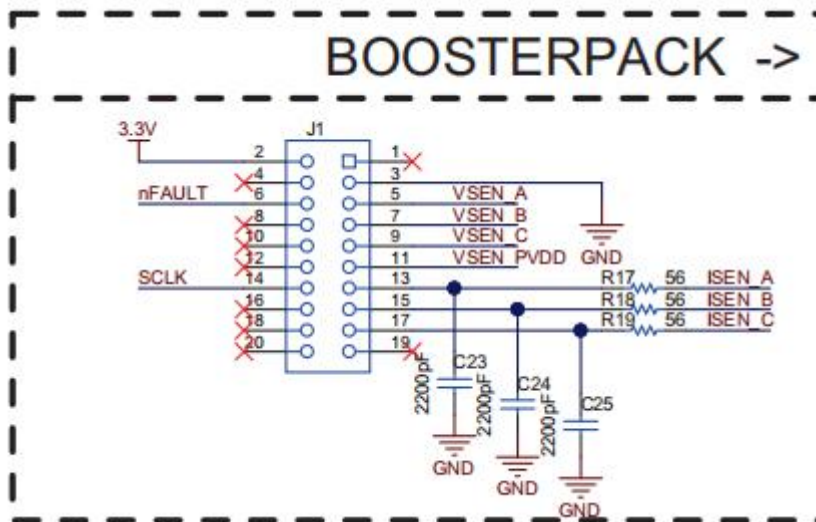 BOOSTERPACK ->
3.3V
J1
2 1
4 3
nFAULT 6 5 VSEN_A
8 7 VSEN_B
10 9 VSEN_C
12 11 VSEN_PVDD GND
SCLK 14 13 R17 56 ISEN_A
16 15 R18 56 ISEN_B
18 17 R19 56 ISEN_C
20 19
C23 2200pF
C24 2200pF
C25 2200pF
GND
GND
GND